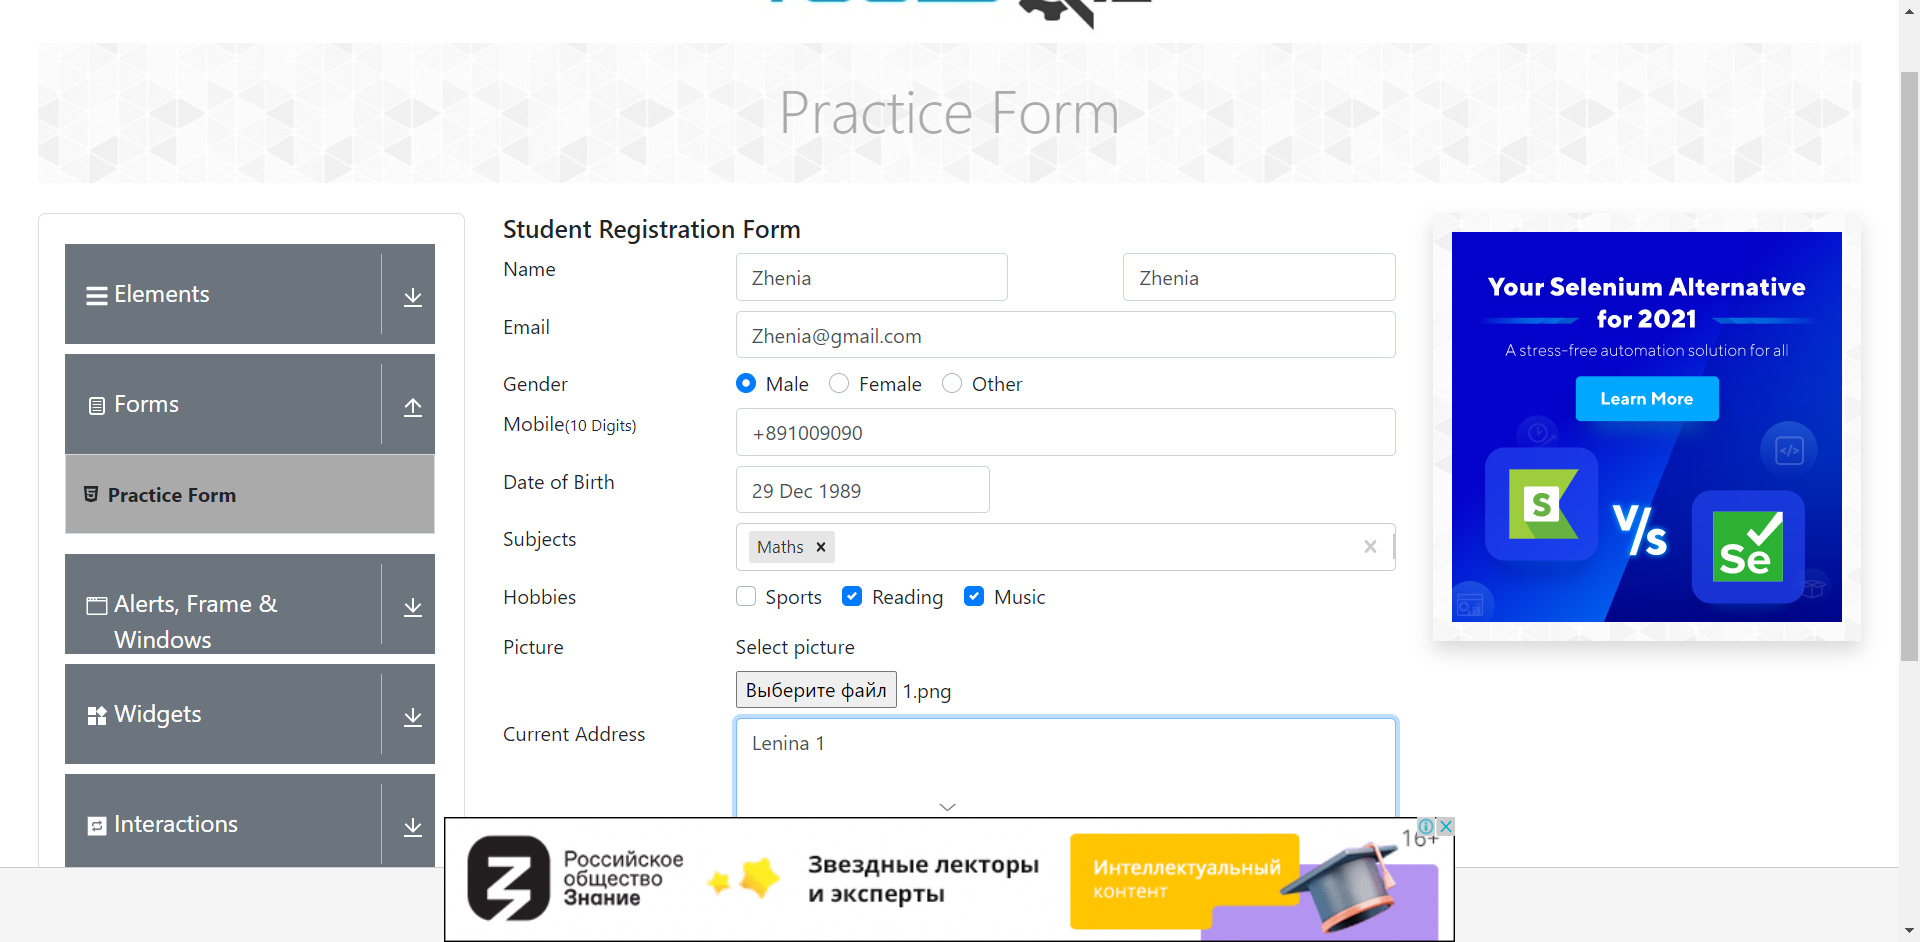 Practice Form
Elements
Forms
Practice Form
Alerts, Frame &
Windows
Widgets
Interactions
Student Registration Form
Name
Zhenia
Zhenia
Email
Zhenia@gmail.com
Gender
Male
Female
Other
Mobile(10 Digits)
+891009090
Date of Birth
29 Dec 1989
Subjects
Maths
Hobbies
Sports
Reading
Music
Picture
Select picture
Выберите файл 1.png
Current Address
Lenina 1
Your Selenium Alternative
for 2021
A stress-free automation solution for all
Learn More
S
V/s
Se
Российское
общество
Знание
Звездные лекторы
и эксперты
Интеллектуальный
контент
16+